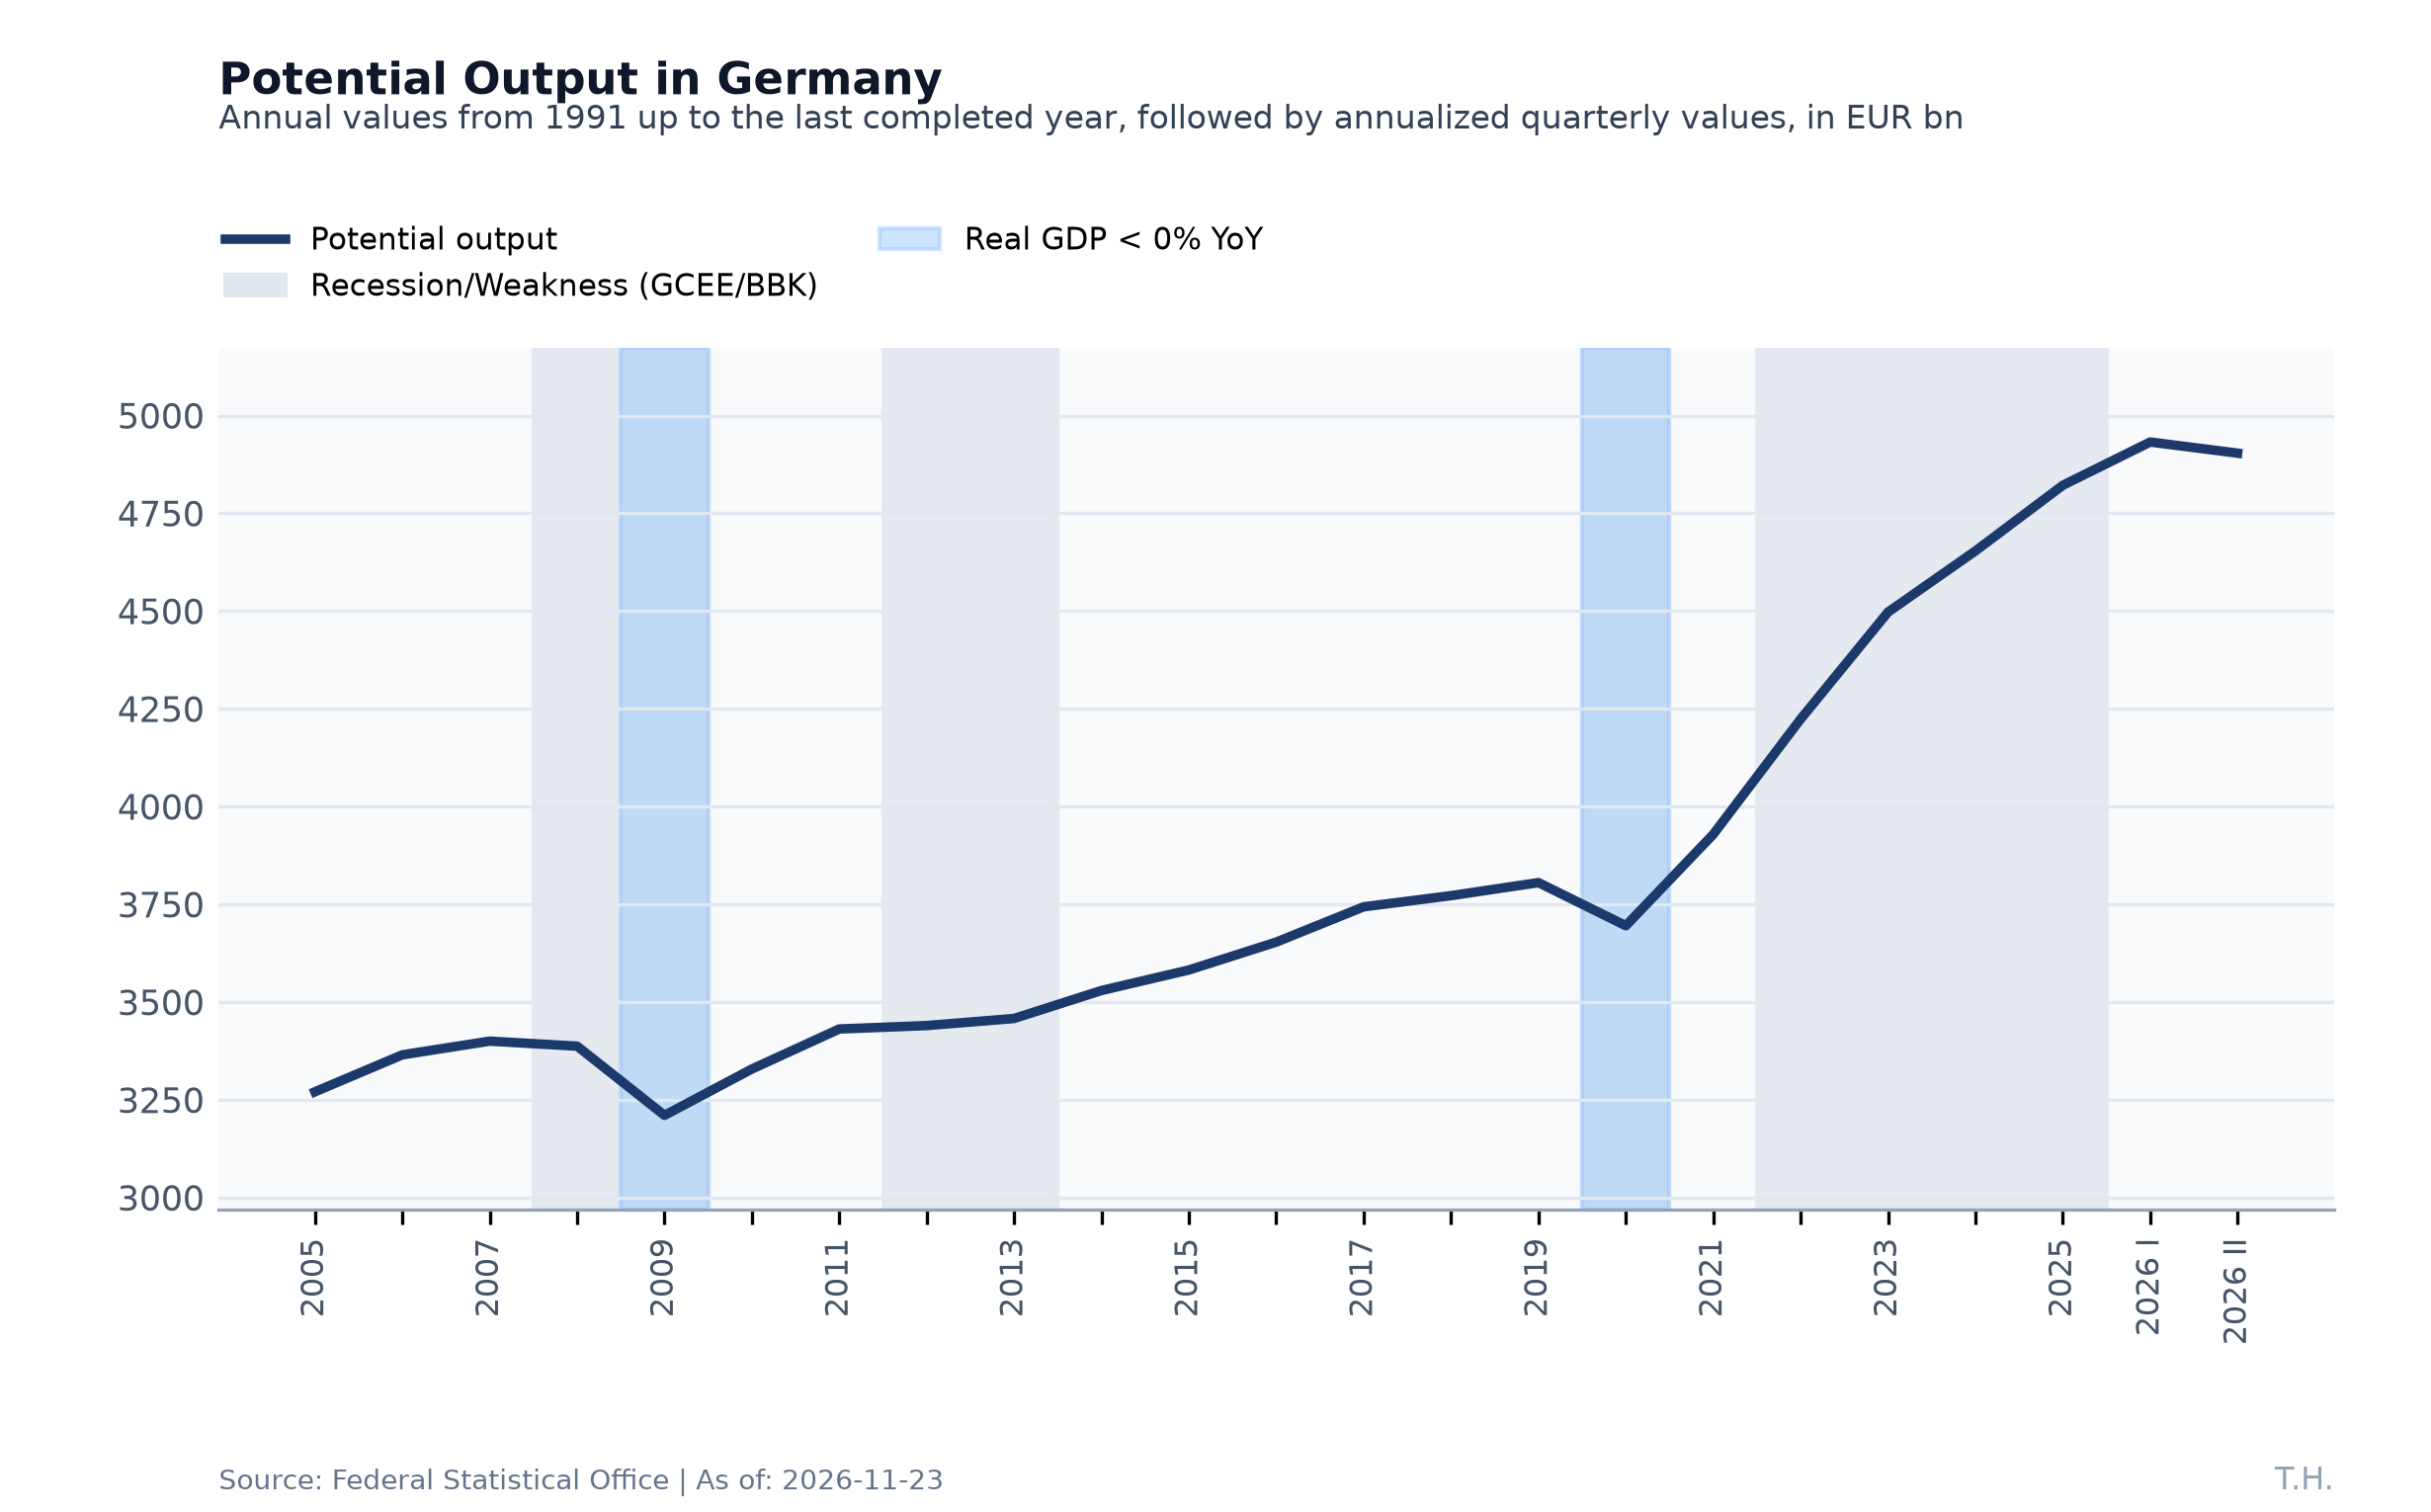 Potential Output in Germany
Annual values from 1991 up to the last completed year, followed by annualized quarterly values, in EUR bn
Potential output
Real GDP < 0% YoY
Recession/Weakness (GCEE/BBK)
5000
4750
4500
4250
4000
3750
3500
3250
3000
2005
2007
2009
2011
2013
2015
2017
2019
2021
2023
2025
2026 I
2026 II
Source: Federal Statistical Office | As of: 2026-11-23
T.H.